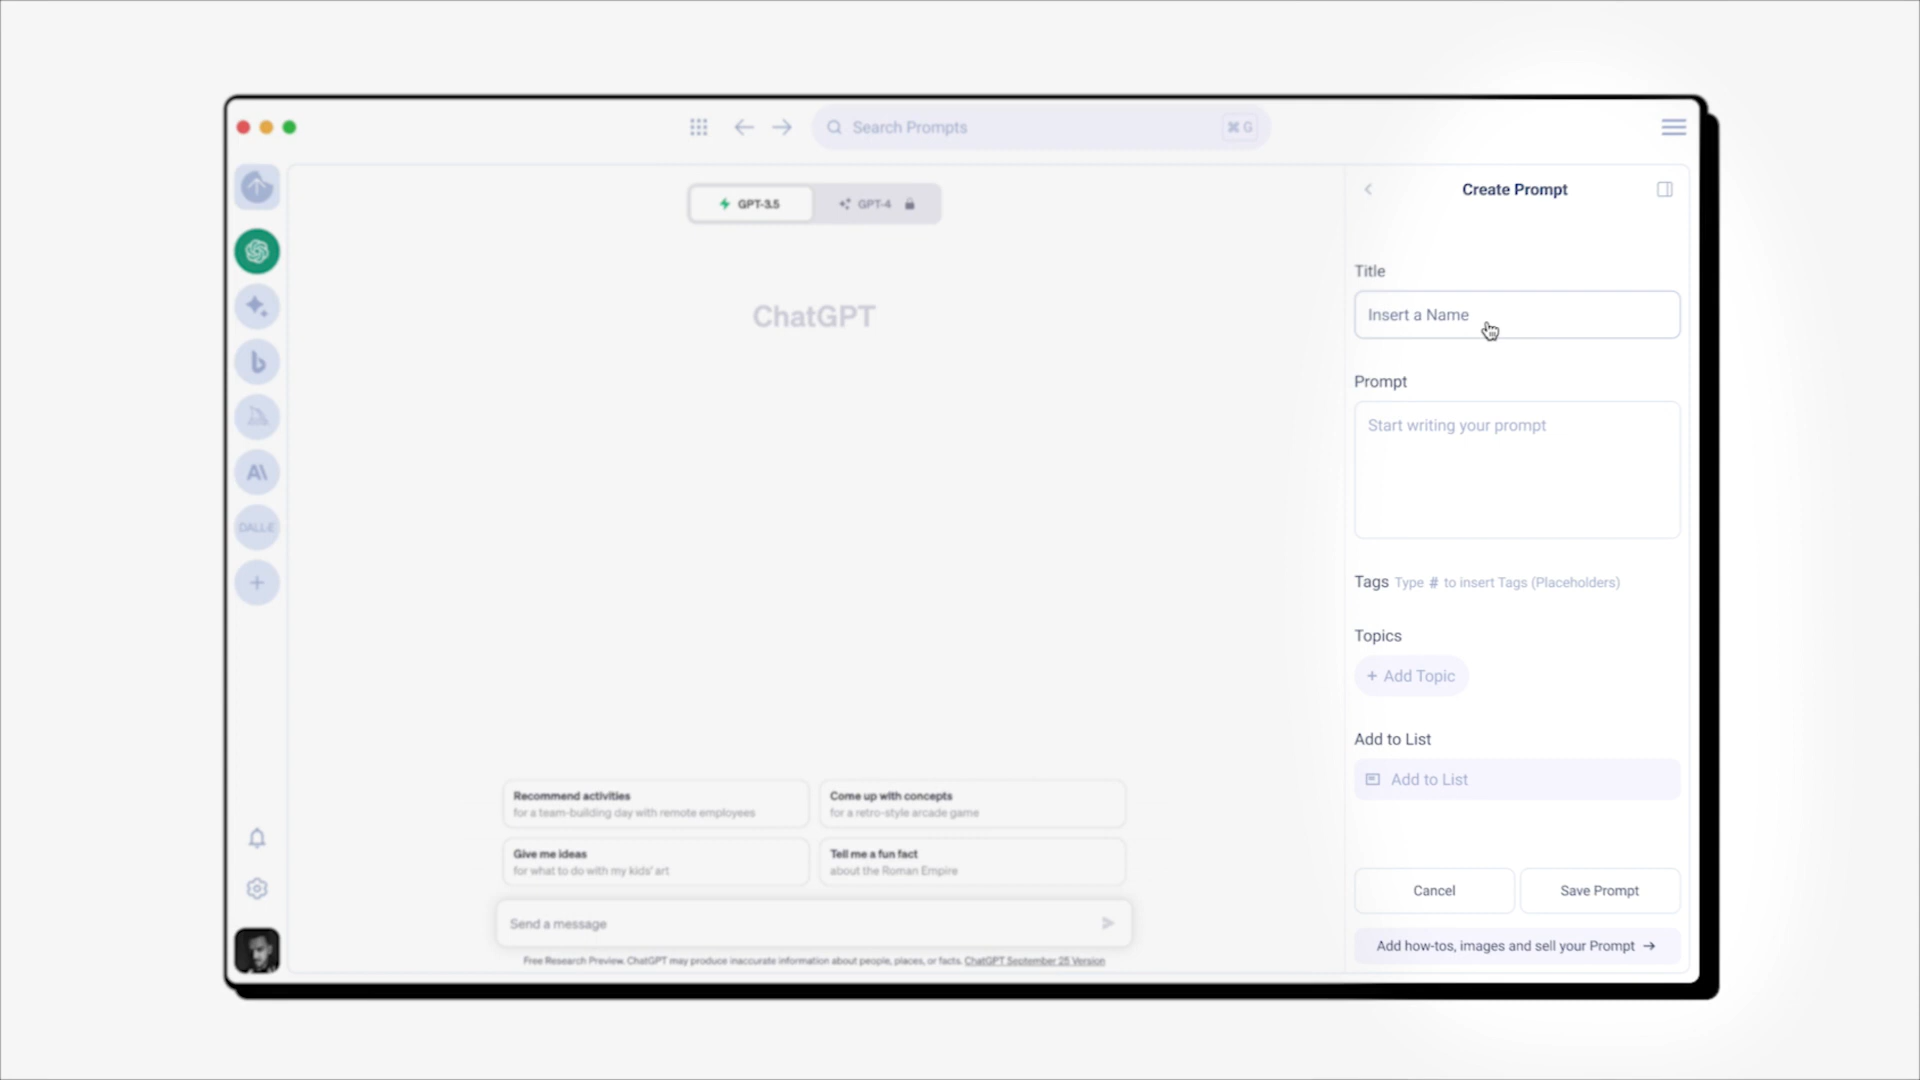 Search Prompts
⌘ G
GPT-3.5
GPT-4
ChatGPT
b
A\
DALL·E
Recommend activities
for a team-building day with remote employees
Come up with concepts
for a retro-style arcade game
Give me ideas
for what to do with my kids' art
Tell me a fun fact
about the Roman Empire
Send a message
Free Research Preview. ChatGPT may produce inaccurate information about people, places, or facts. ChatGPT September 25 Version
Create Prompt
Title
Insert a Name
Prompt
Start writing your prompt
Tags Type # to insert Tags (Placeholders)
Topics
+ Add Topic
Add to List
Add to List
Cancel
Save Prompt
Add how-tos, images and sell your Prompt →